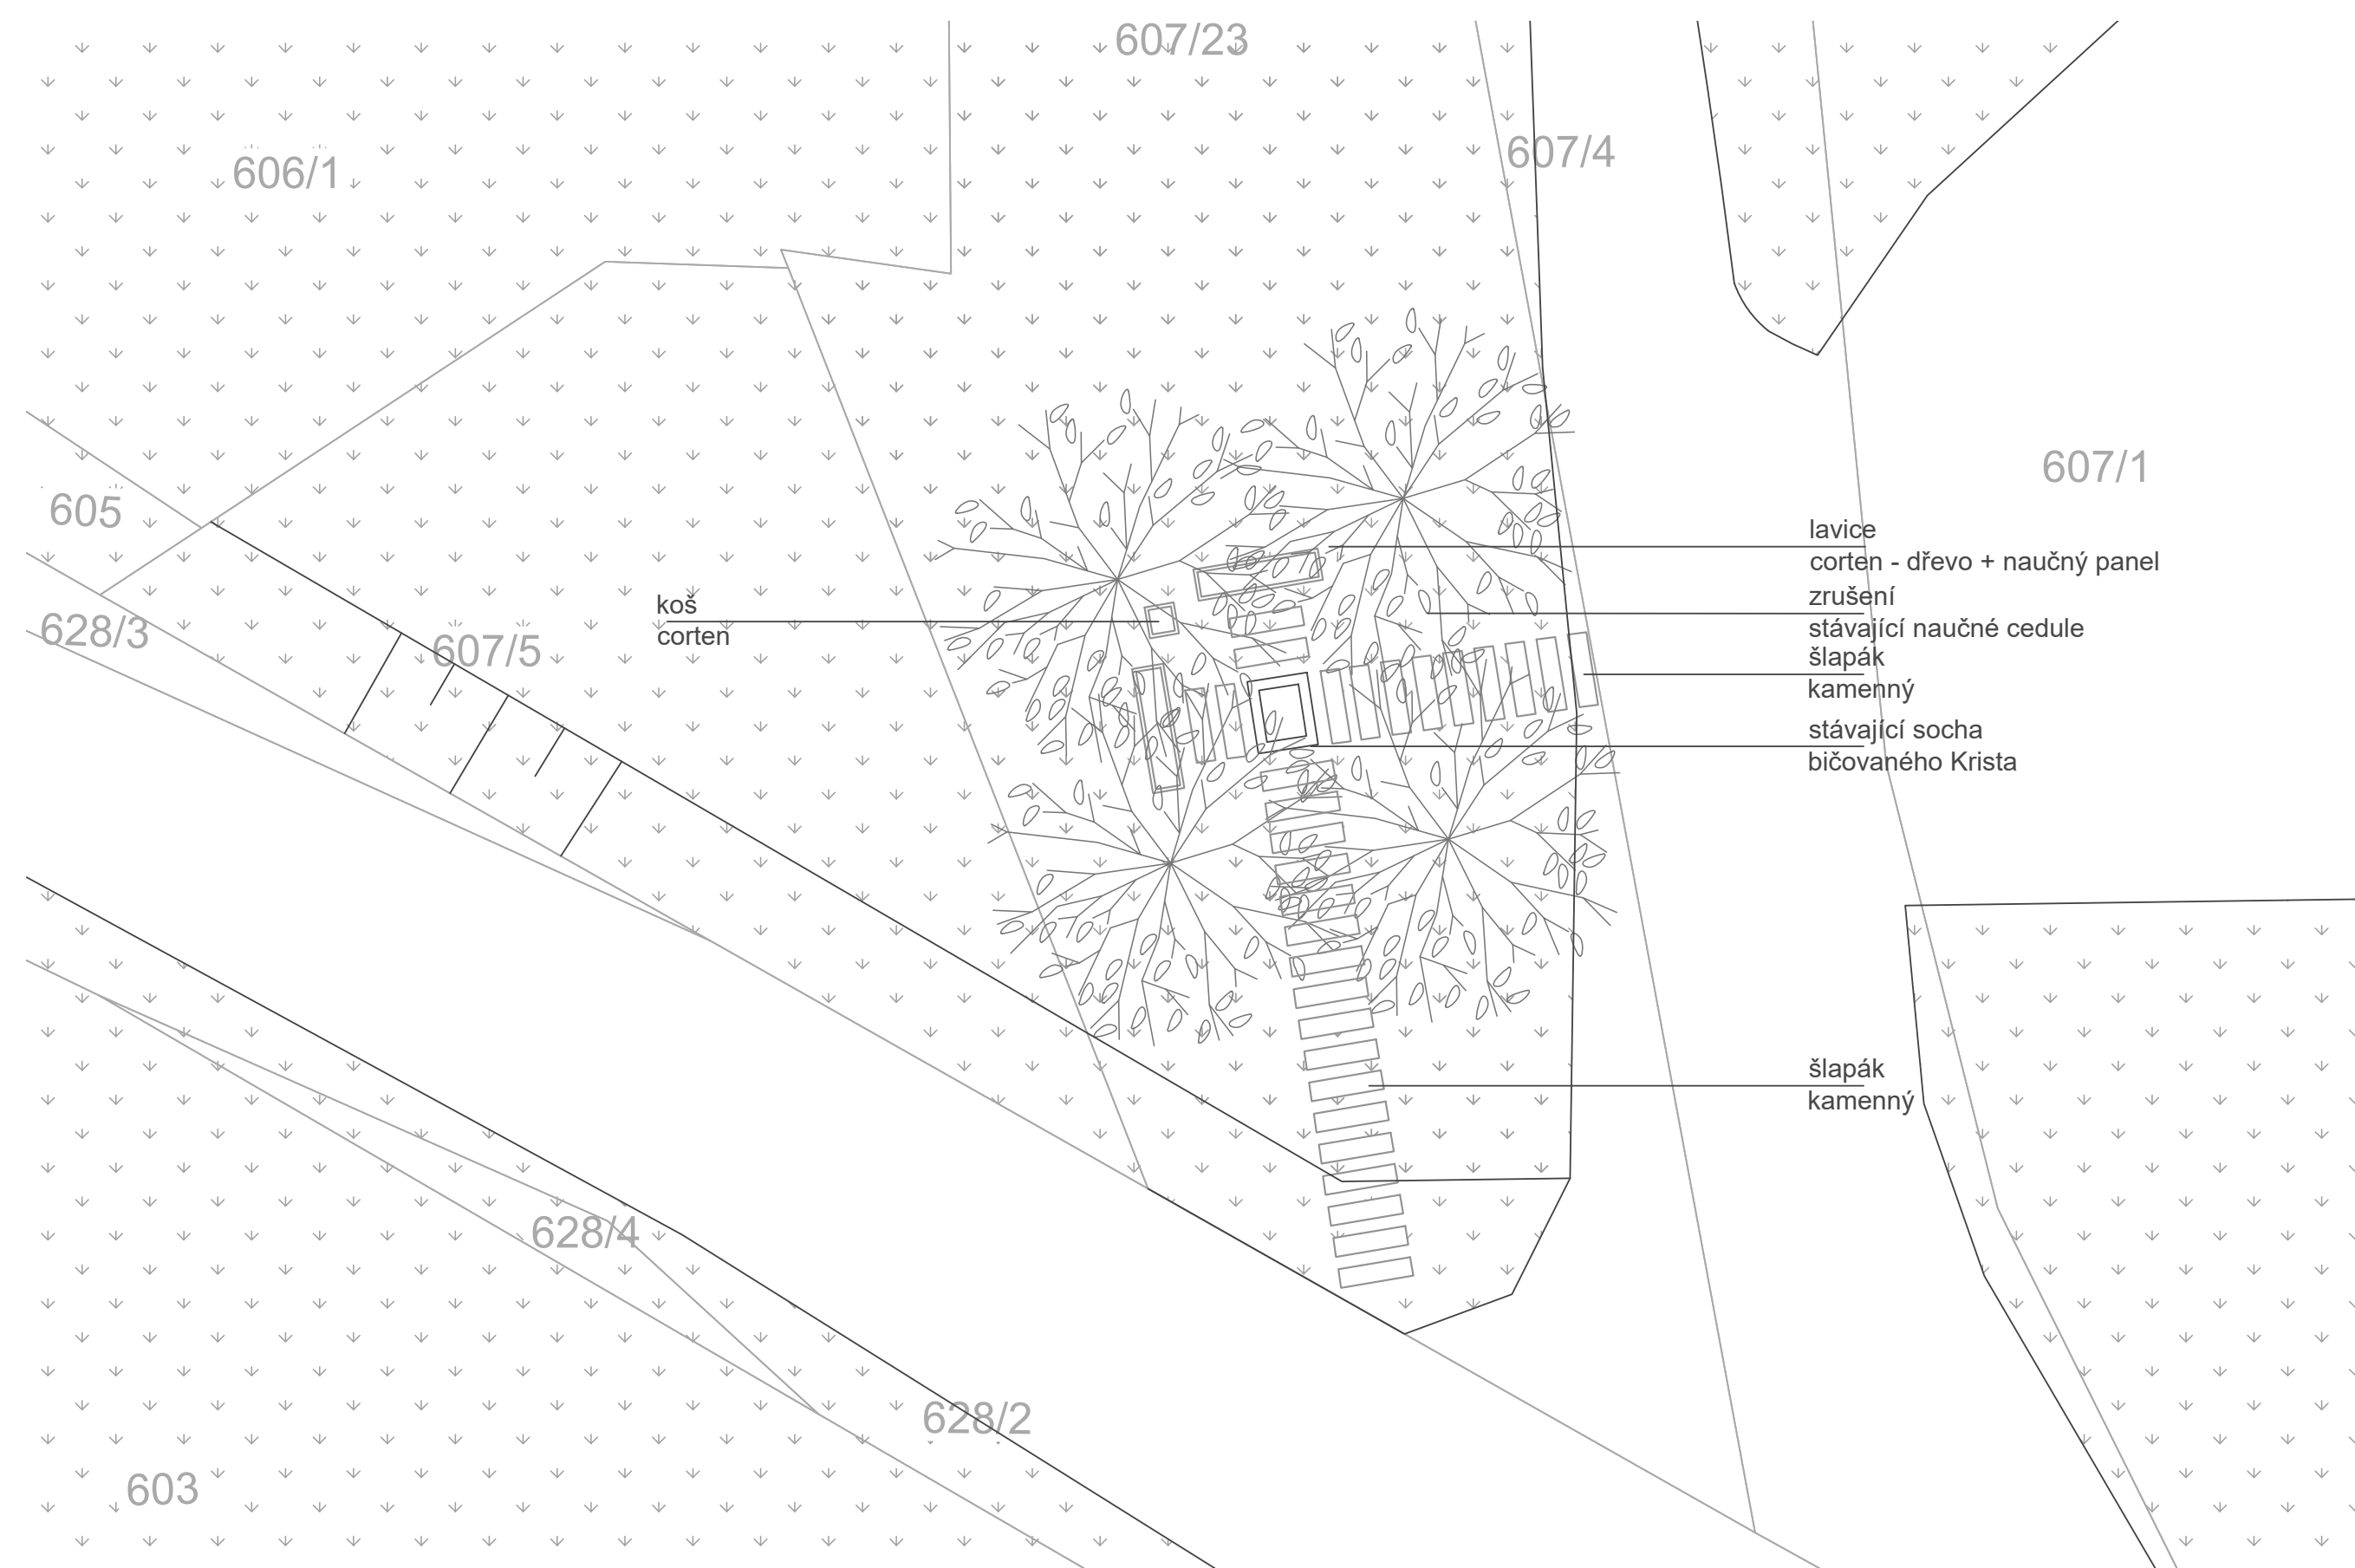 607/23
607/4
606/1
607/1
605
lavice
corten - dřevo + naučný panel
zrušení
stávající naučné cedule
koš
corten
628/3
607/5
šlapák
kamenný
stávající socha
bičovaného Krista
šlapák
kamenný
628/4
628/2
603